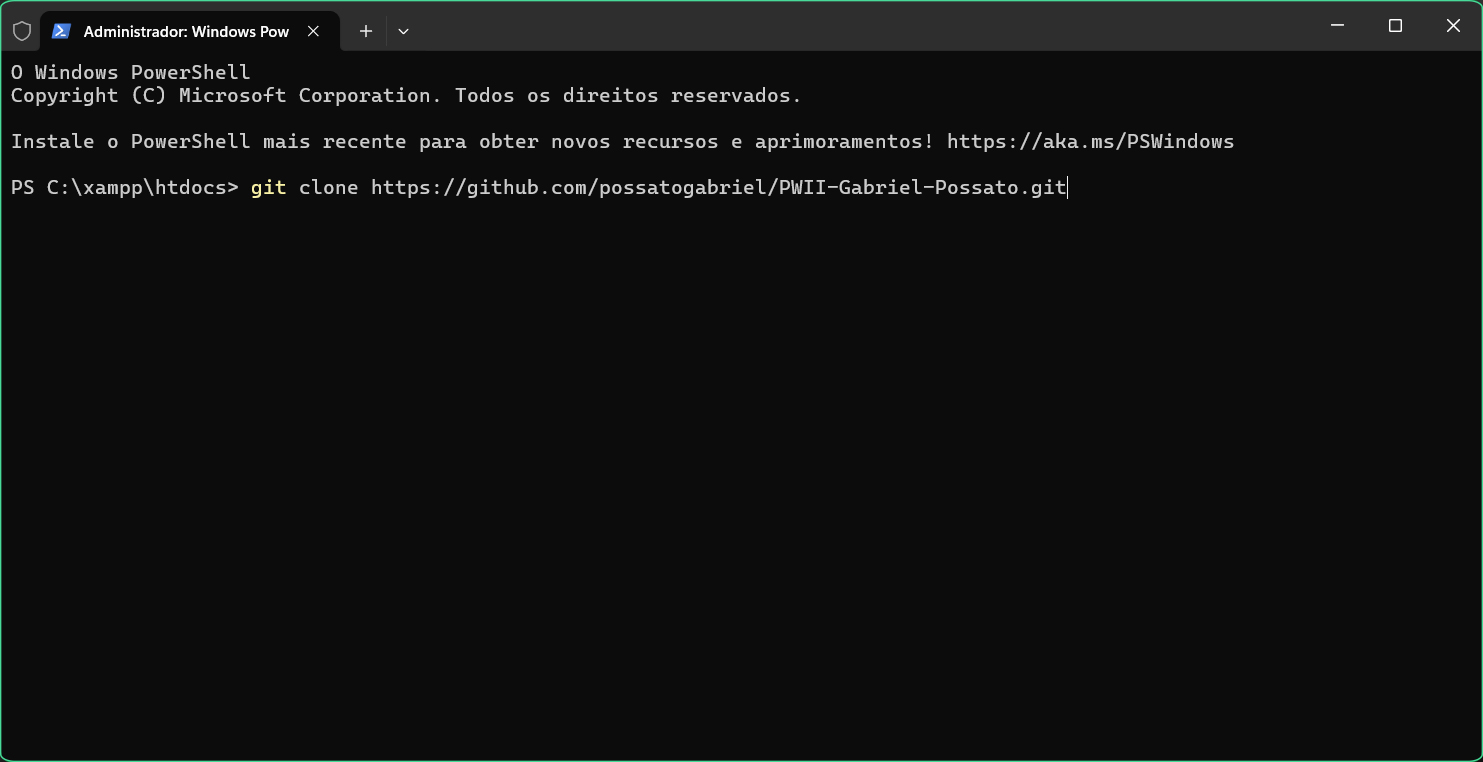 Administrador: Windows Pow
O Windows PowerShell
Copyright (C) Microsoft Corporation. Todos os direitos reservados.
Instale o PowerShell mais recente para obter novos recursos e aprimoramentos! https://aka.ms/PSWindows
PS C:\xampp\htdocs> git clone https://github.com/possatogabriel/PWII-Gabriel-Possato.git